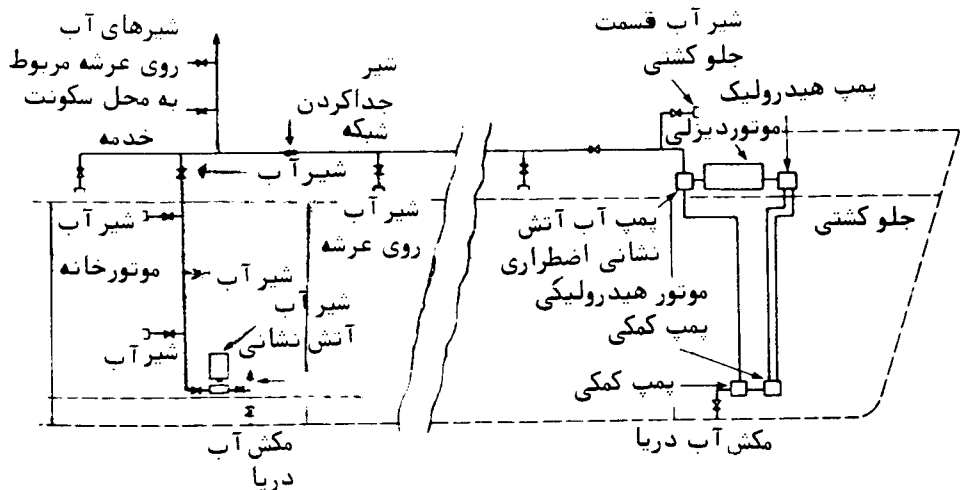 شیر آب قسمت
جلو کشتی
پمپ هیدرولیک
موتوردیزلی
شیرهای آب
روی عرشه مربوط
به محل سکونت
خدمه
شیر
جداکردن
شبکه
شیر آب
شیر آب
روی عرشه
پمپ آب آتش
نشانی اضطراری
موتور هیدرولیکی
پمپ کمکی
جلو کشتی
شیر آب
موتورخانه
شیر آب
شیر آب
آتش نشانی
شیر آب
پمپ کمکی
مکش آب دریا
مکش آب
دریا